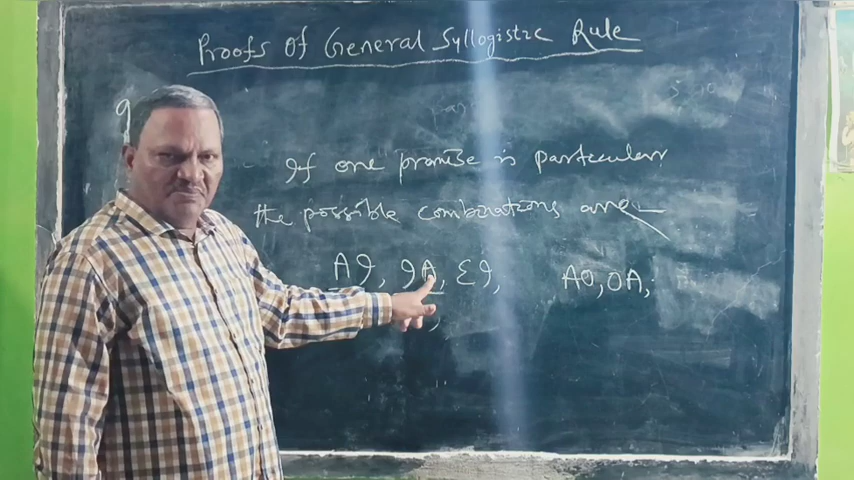 Proofs Of General Syllogistic Rule
9
If one premise is particular
the possible combinations are
AI, IA, EI, AO, OA,